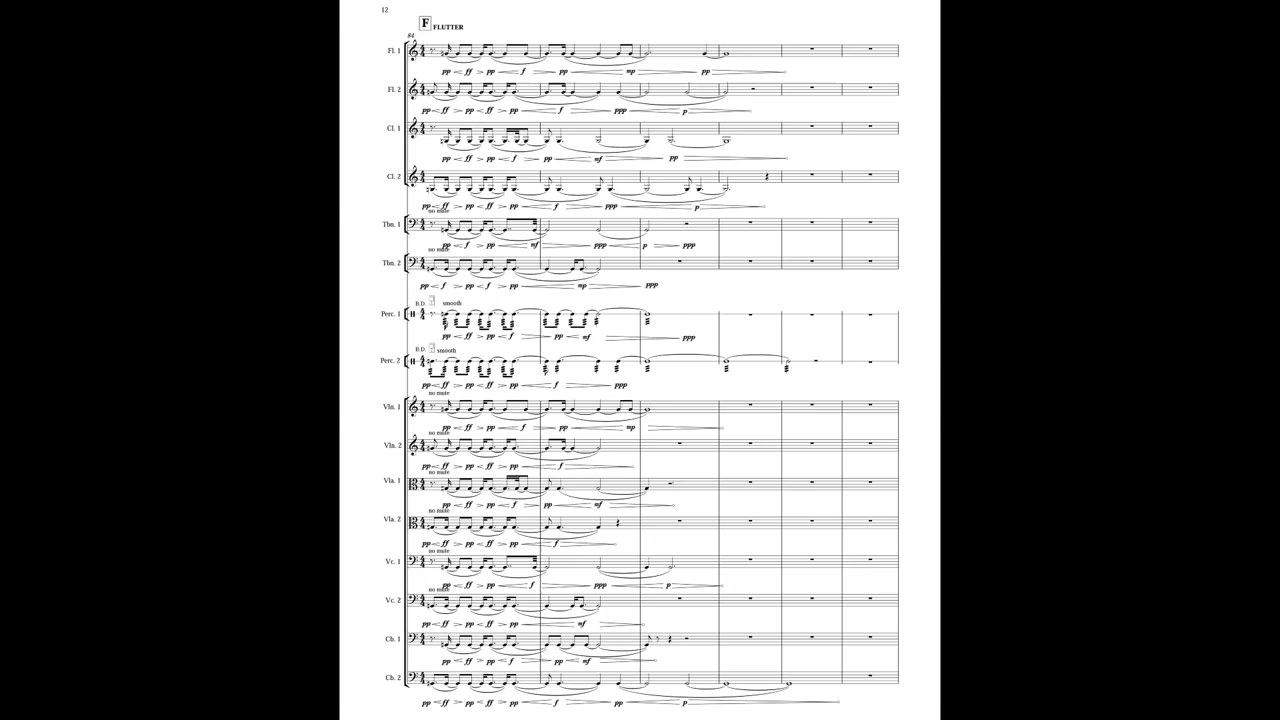 12
F FLUTTER
84
Fl. 1
pp ff pp f pp mp pp
Fl. 2
pp ff pp ff pp f ppp p
Cl. 1
pp ff pp f pp mf pp
Cl. 2
pp ff pp ff pp f ppp p
no mute
Tbn. 1
pp f pp mf ppp p ppp
no mute
Tbn. 2
pp f pp f pp mp ppp
B.D. smooth
Perc. 1
pp ff pp f pp mf ppp
B.D. smooth
Perc. 2
pp ff pp ff pp f ppp
no mute
Vln. 1
pp ff pp f pp mp
no mute
Vln. 2
pp ff pp ff pp f
no mute
Vla. 1
pp ff pp f pp mf
no mute
Vla. 2
pp ff pp ff pp f
no mute
Vc. 1
pp ff pp f ppp p
no mute
Vc. 2
pp ff pp ff pp mf
Cb. 1
pp ff pp f pp mf
Cb. 2
pp ff pp ff pp f pp p